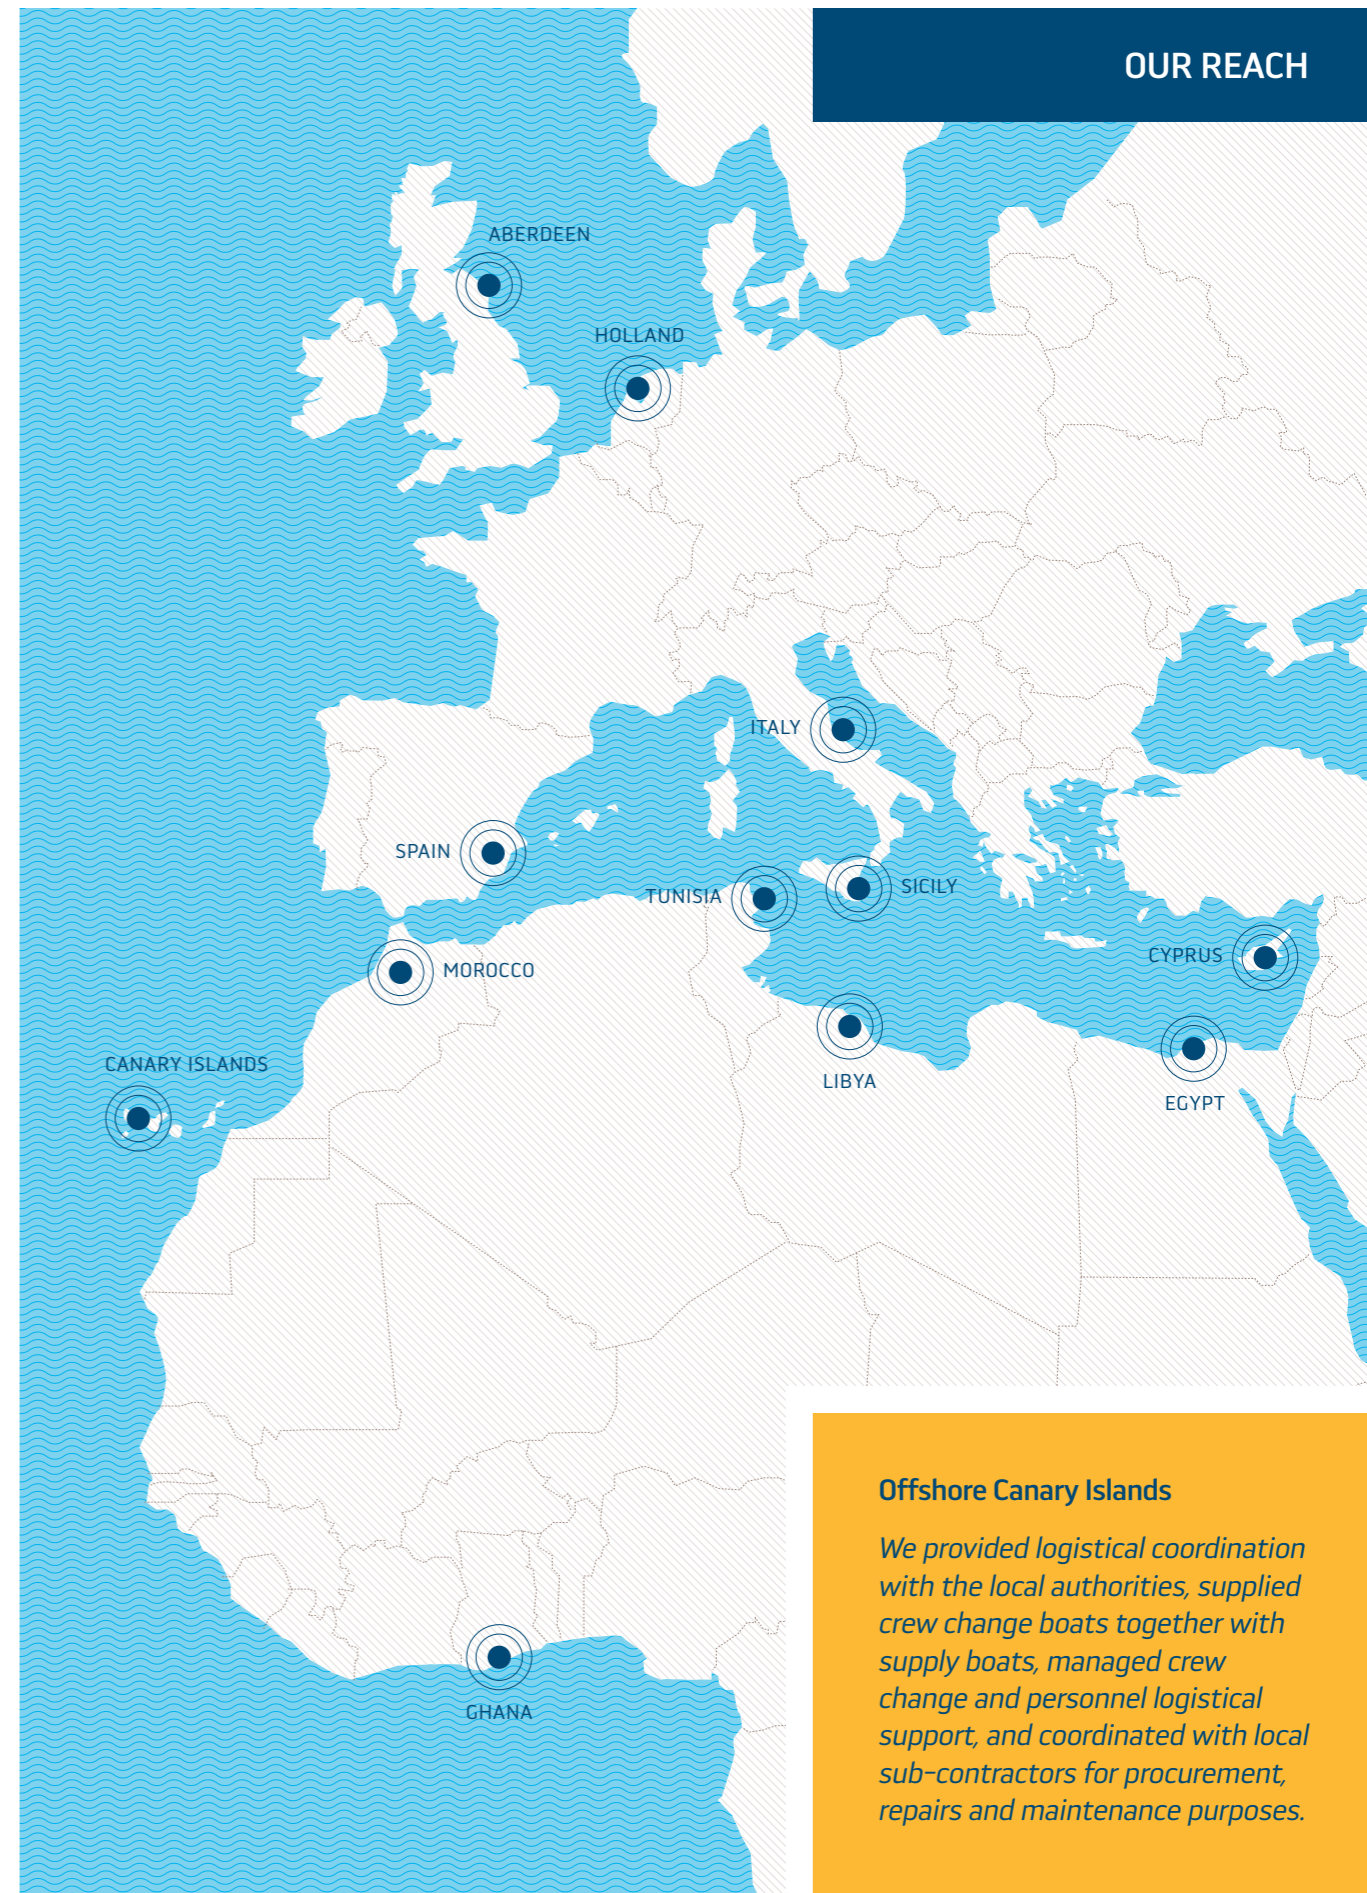 OUR REACH
ABERDEEN
HOLLAND
ITALY
SPAIN
TUNISIA
SICILY
CYPRUS
MOROCCO
CANARY ISLANDS
LIBYA
EGYPT
GHANA
Offshore Canary Islands
We provided logistical coordination
with the local authorities, supplied
crew change boats together with
supply boats, managed crew
change and personnel logistical
support, and coordinated with local
sub-contractors for procurement,
repairs and maintenance purposes.